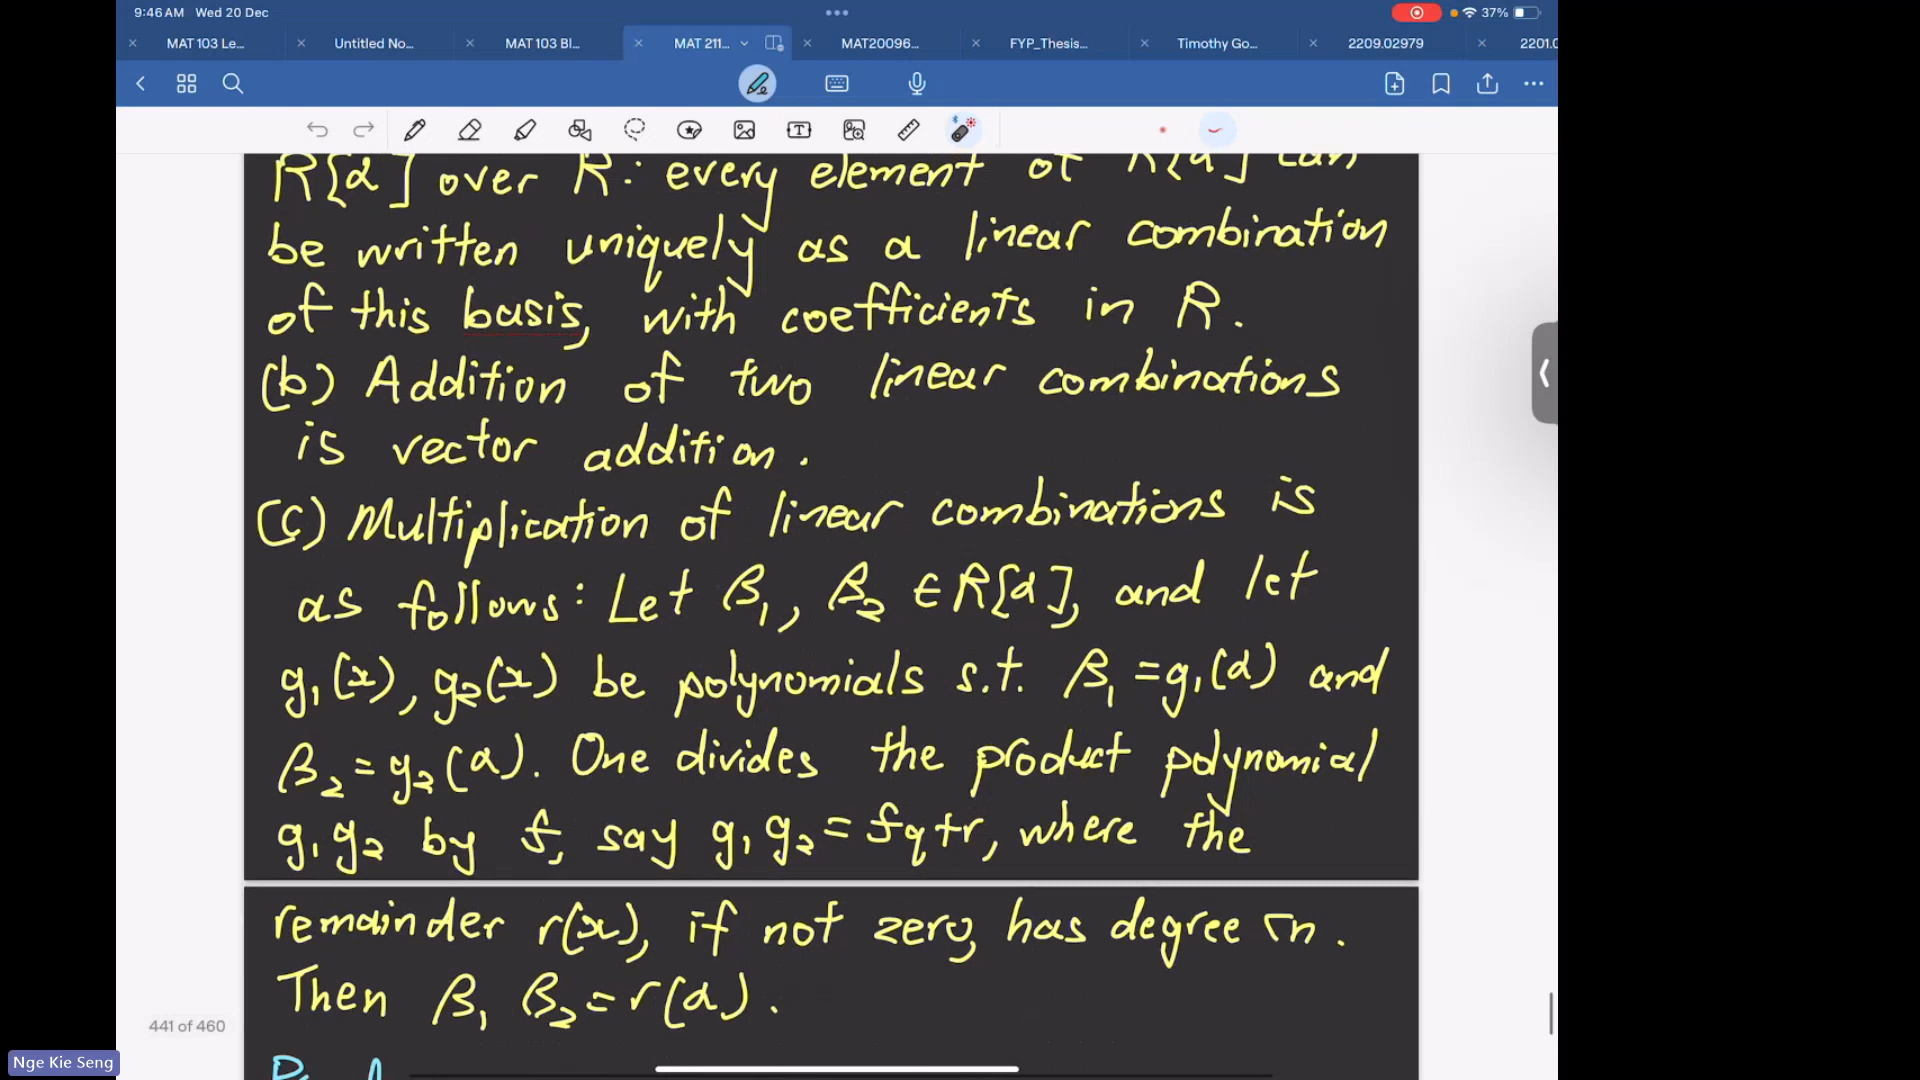 9:46 AM Wed 20 Dec
37%
MAT 103 Le...
Untitled No...
MAT 103 Bl...
MAT 211...
MAT20096...
FYP_Thesis...
Timothy Go...
2209.02979
2201.0
R[α] over R: every element of R[α] can
be written uniquely as a linear combination
of this basis, with coefficients in R.
(b) Addition of two linear combinations
is vector addition.
(c) Multiplication of linear combinations is
as follows: Let β₁, β₂ ∈ R[α], and let
g₁(x), g₂(x) be polynomials s.t. β₁ = g₁(α) and
β₂ = g₂(α). One divides the product polynomial
g₁g₂ by f, say g₁g₂ = fq+r, where the
remainder r(x), if not zero, has degree <n.
Then β₁β₂ = r(α).
441 of 460
Nge Kie Seng